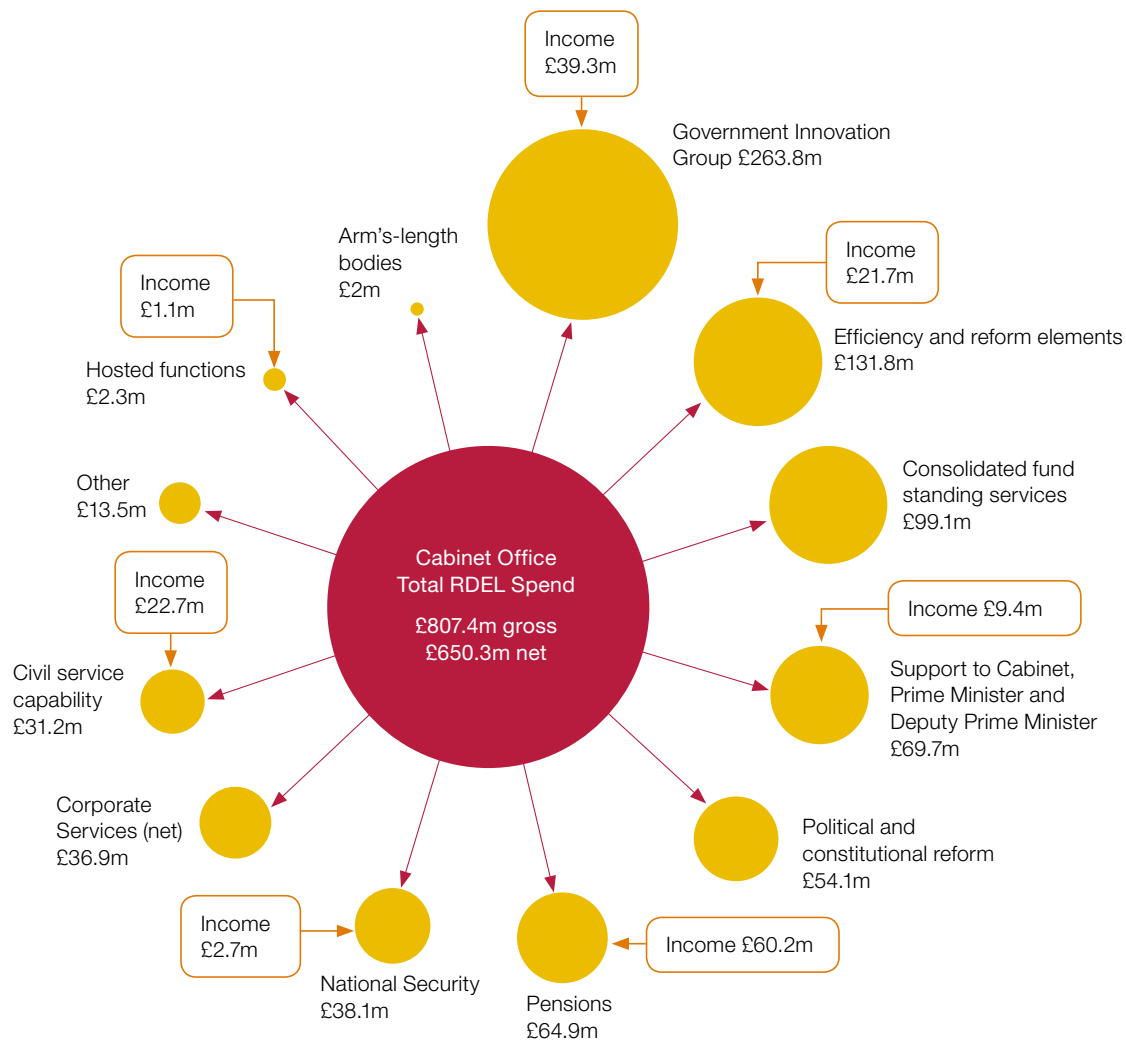 Income
£39.3m
Government Innovation
Group £263.8m
Arm's-length
bodies
£2m
Income
£21.7m
Income
£1.1m
Efficiency and reform elements
£131.8m
Hosted functions
£2.3m
Consolidated fund
standing services
£99.1m
Other
£13.5m
Cabinet Office
Total RDEL Spend
£807.4m gross
£650.3m net
Income
£22.7m
Income £9.4m
Civil service
capability
£31.2m
Support to Cabinet,
Prime Minister and
Deputy Prime Minister
£69.7m
Corporate
Services (net)
£36.9m
Political and
constitutional reform
£54.1m
Income
£2.7m
Income £60.2m
National Security
£38.1m
Pensions
£64.9m